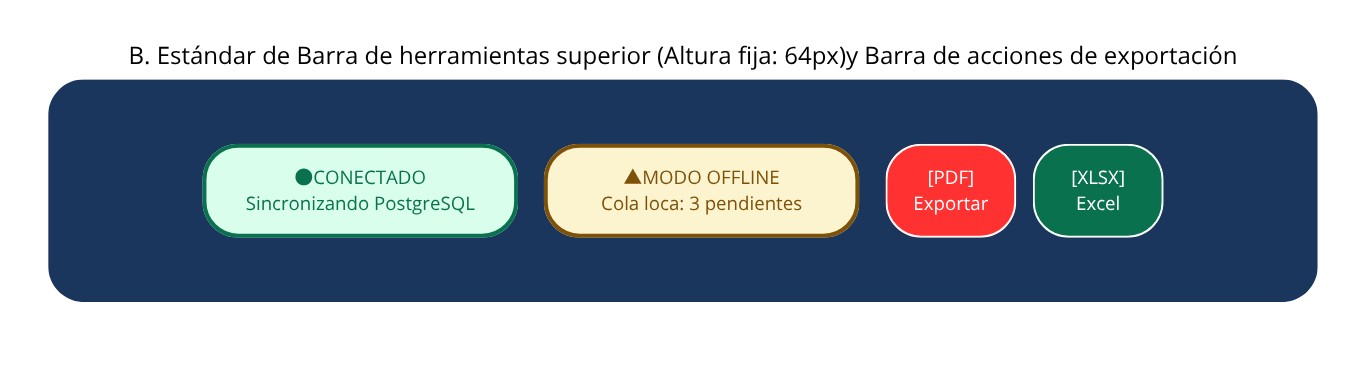 B. Estándar de Barra de herramientas superior (Altura fija: 64px)y Barra de acciones de exportación
●CONECTADO
Sincronizando PostgreSQL
▲MODO OFFLINE
Cola loca: 3 pendientes
[PDF]
Exportar
[XLSX]
Excel